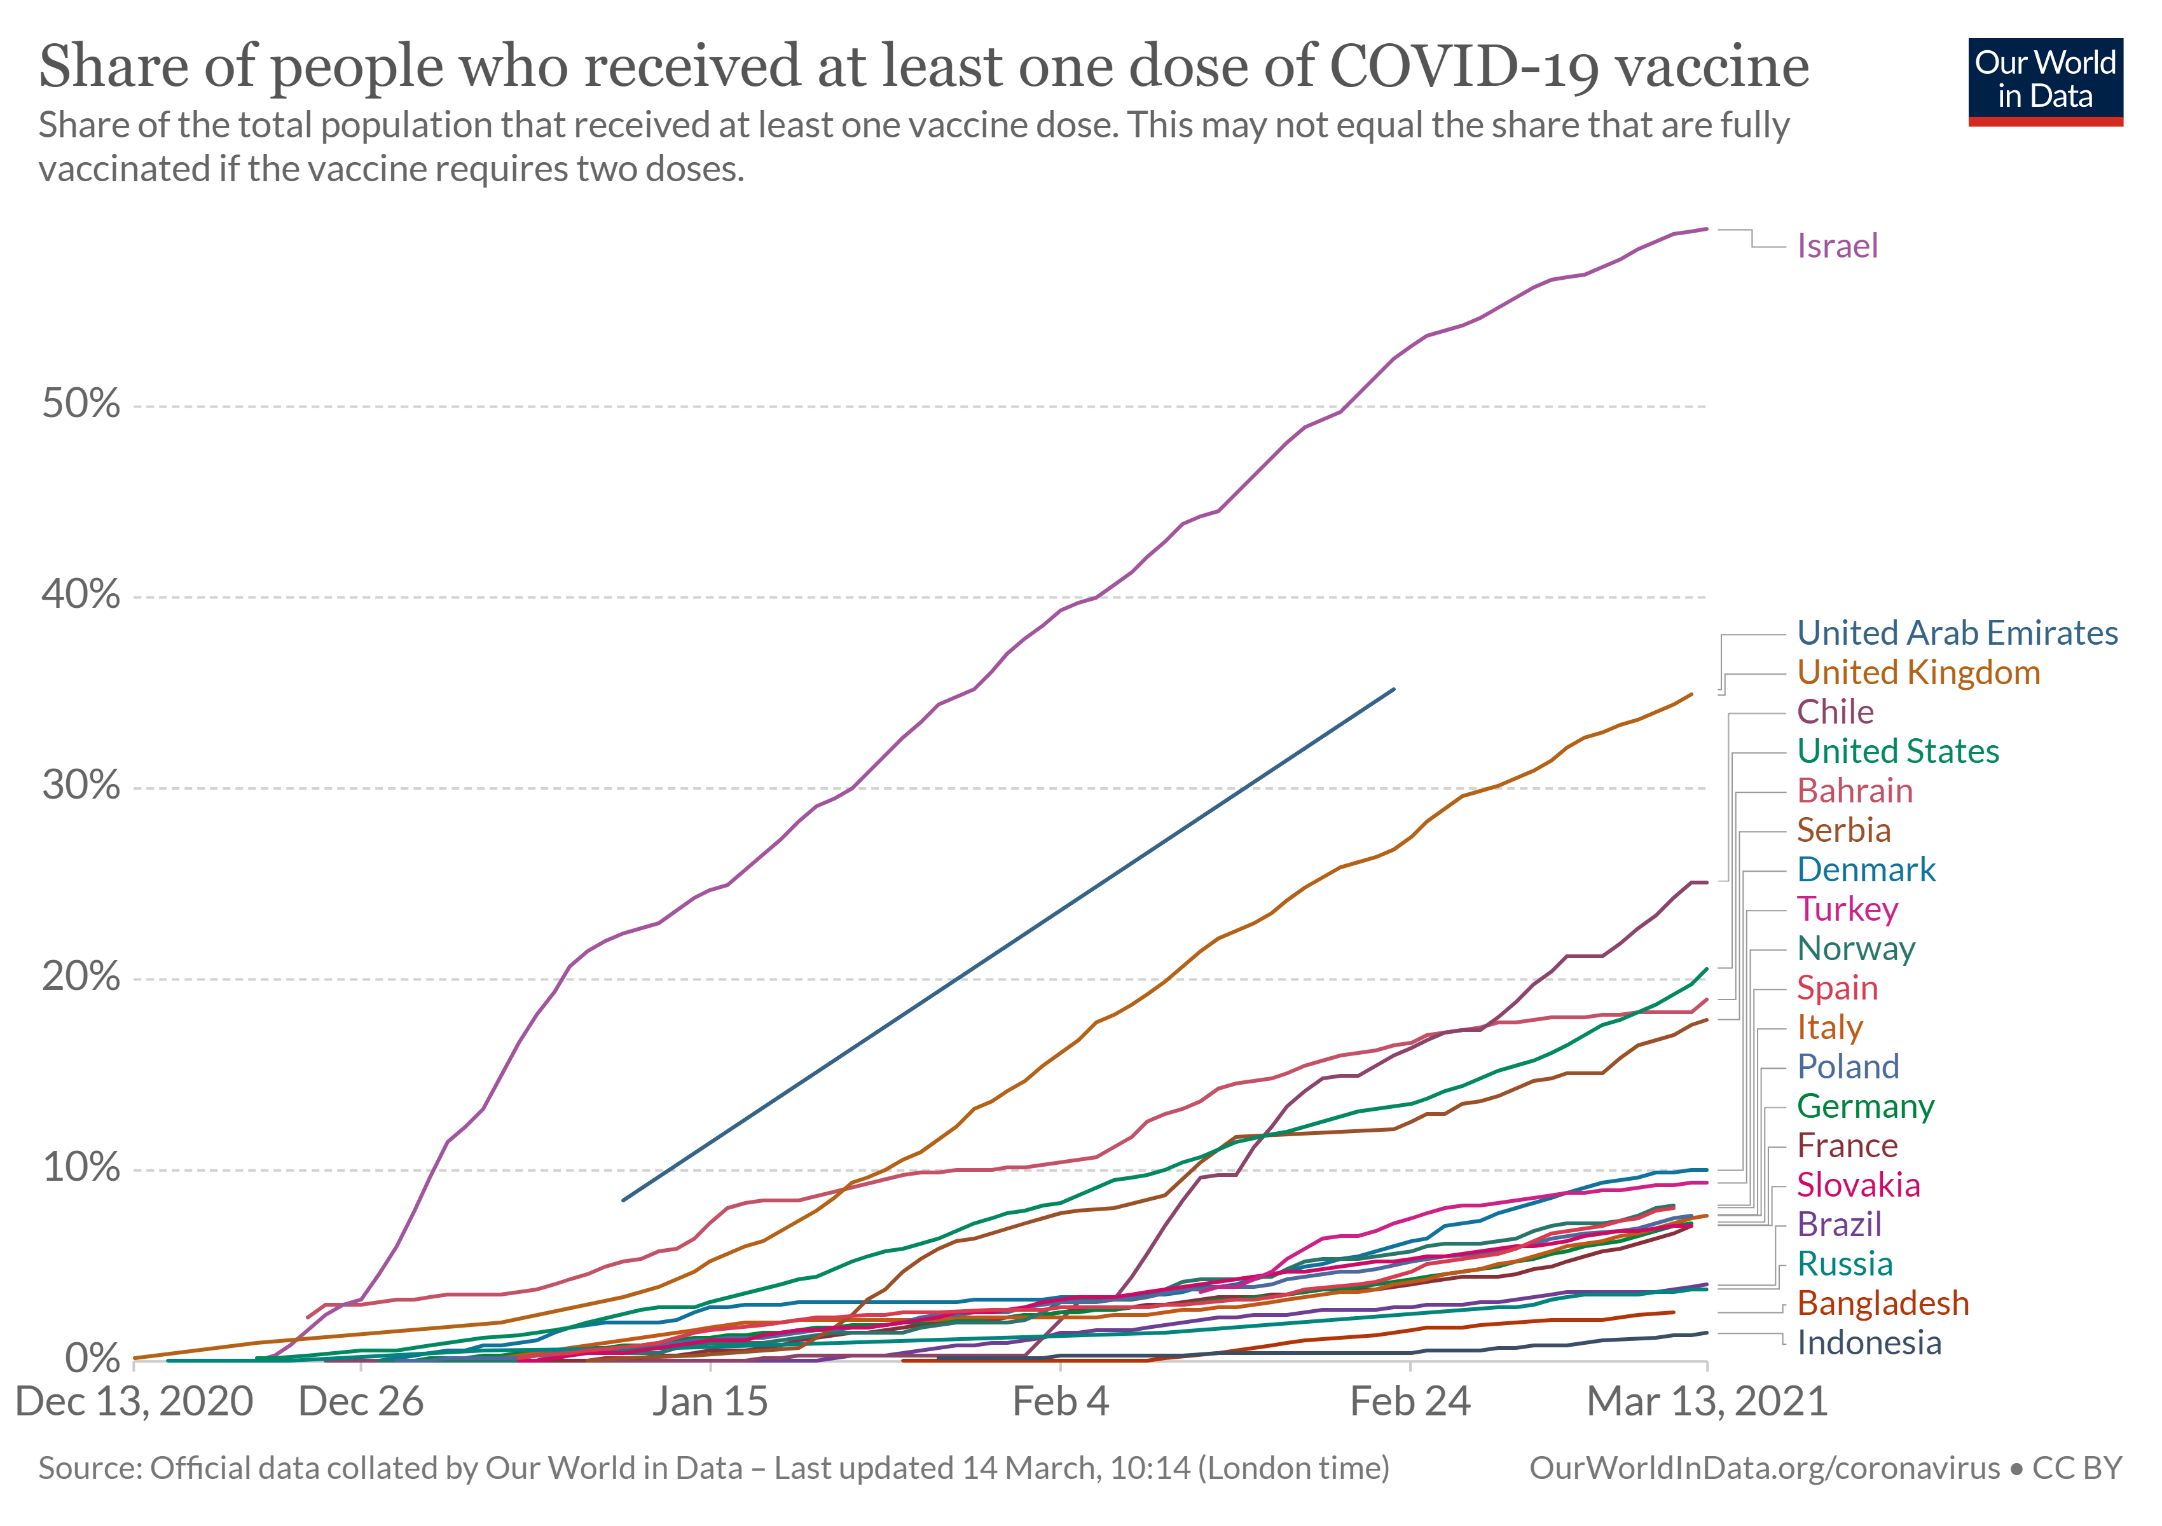 Share of people who received at least one dose of COVID-19 vaccine
Our World
in Data
Share of the total population that received at least one vaccine dose. This may not equal the share that are fully
vaccinated if the vaccine requires two doses.
Israel
50%
40%
United Arab Emirates
United Kingdom
Chile
United States
30%
Bahrain
Serbia
Denmark
Turkey
Norway
20%
Spain
Italy
Poland
Germany
France
10%
Slovakia
Brazil
Russia
Bangladesh
Indonesia
0%
Dec 13, 2020
Dec 26
Jan 15
Feb 4
Feb 24
Mar 13, 2021
Source: Official data collated by Our World in Data – Last updated 14 March, 10:14 (London time)
OurWorldInData.org/coronavirus • CC BY